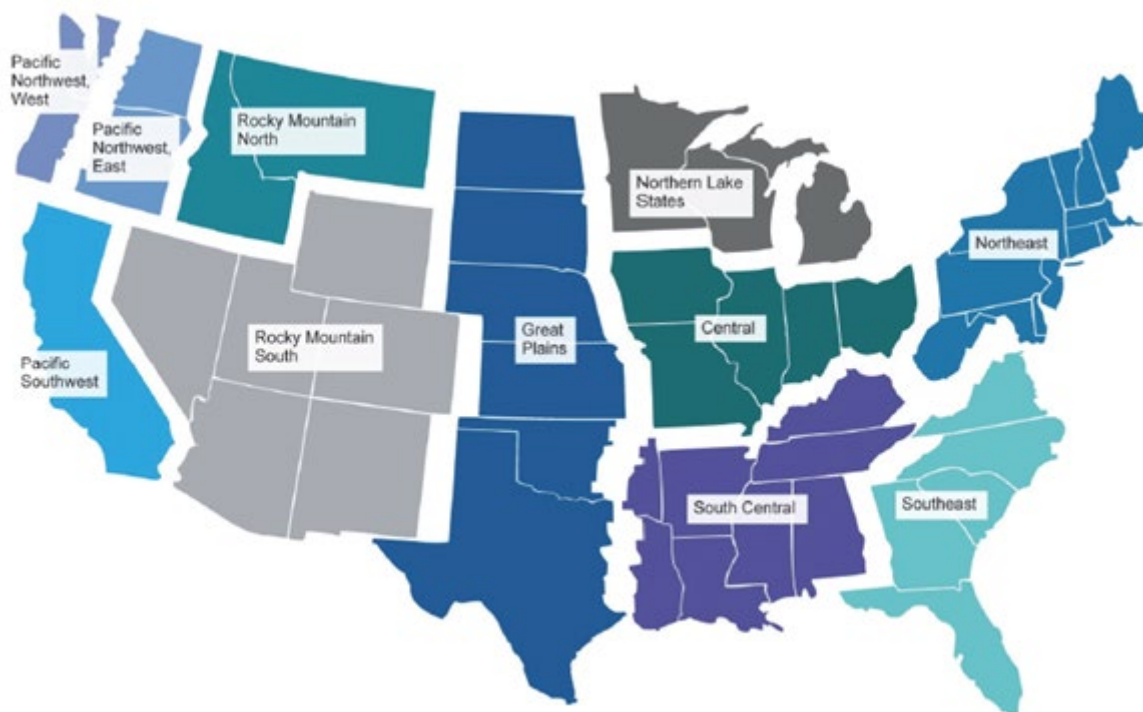 Pacific
Northwest,
West
Pacific
Northwest,
East
Rocky Mountain
North
Northern Lake
States
Northeast
Pacific
Southwest
Rocky Mountain
South
Great
Plains
Central
South Central
Southeast